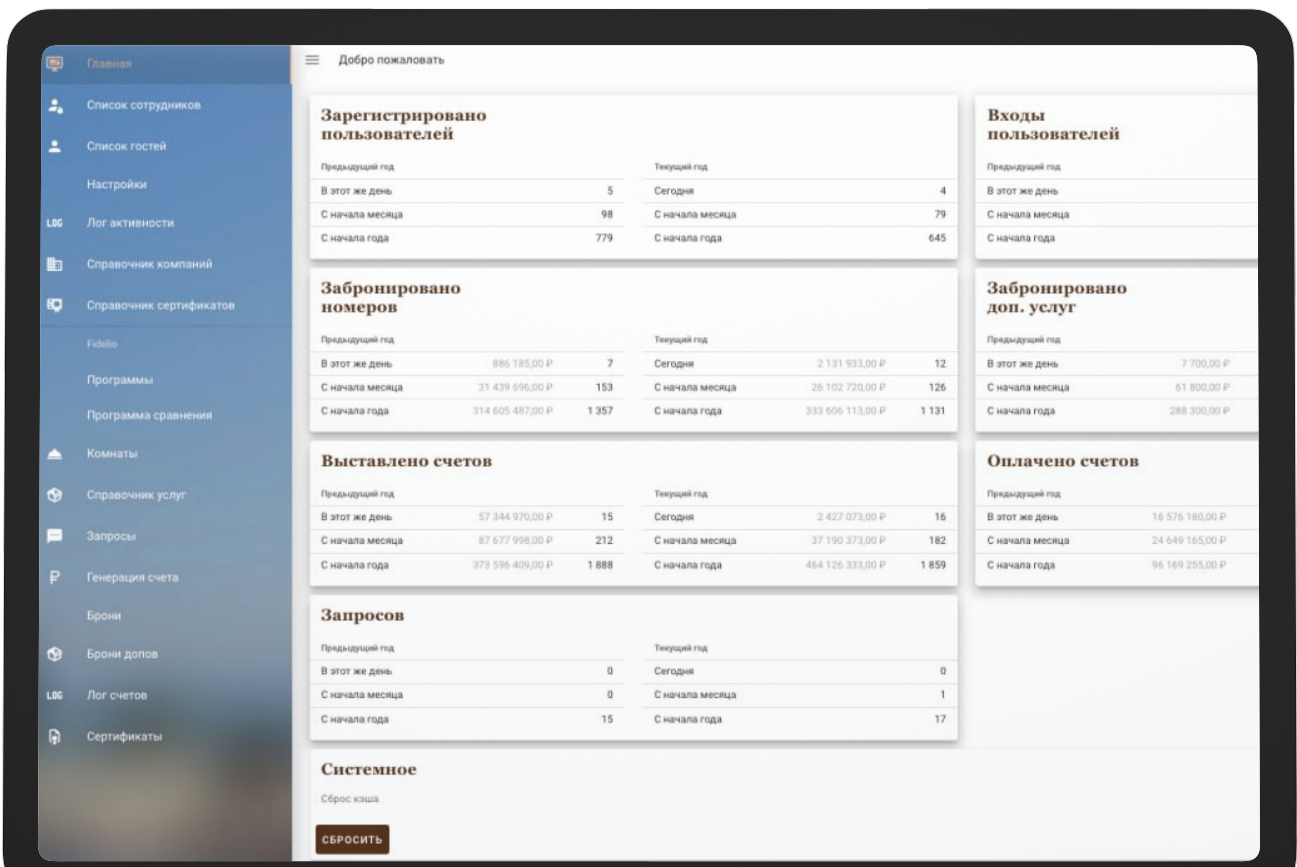 Главная
Список сотрудников
Список гостей
Настройки
LOG Лог активности
Справочник компаний
Справочник сертификатов
Fidelio
Программы
Программа сравнения
Комнаты
Справочник услуг
Запросы
₽ Генерация счета
Брони
Брони допов
LOG Лог счетов
Сертификаты
Добро пожаловать
Зарегистрировано
пользователей
Предыдущий год Текущий год
В этот же день 5 Сегодня 4
С начала месяца 98 С начала месяца 79
С начала года 779 С начала года 645
Входы
пользователей
Предыдущий год
В этот же день
С начала месяца
С начала года
Забронировано
номеров
Предыдущий год Текущий год
В этот же день 886 185,00 ₽ 7 Сегодня 2 131 933,00 ₽ 12
С начала месяца 31 439 696,00 ₽ 153 С начала месяца 26 102 720,00 ₽ 126
С начала года 314 605 487,00 ₽ 1 357 С начала года 333 606 113,00 ₽ 1 131
Забронировано
доп. услуг
Предыдущий год
В этот же день 7 700,00 ₽
С начала месяца 61 800,00 ₽
С начала года 288 300,00 ₽
Выставлено счетов
Предыдущий год Текущий год
В этот же день 57 344 970,00 ₽ 15 Сегодня 2 427 073,00 ₽ 16
С начала месяца 87 677 998,00 ₽ 212 С начала месяца 37 190 373,00 ₽ 182
С начала года 373 596 409,00 ₽ 1 888 С начала года 464 126 333,00 ₽ 1 859
Оплачено счетов
Предыдущий год
В этот же день 16 576 180,00 ₽
С начала месяца 24 649 165,00 ₽
С начала года 96 169 255,00 ₽
Запросов
Предыдущий год Текущий год
В этот же день 0 Сегодня 0
С начала месяца 0 С начала месяца 1
С начала года 15 С начала года 17
Системное
Сброс кэша
СБРОСИТЬ